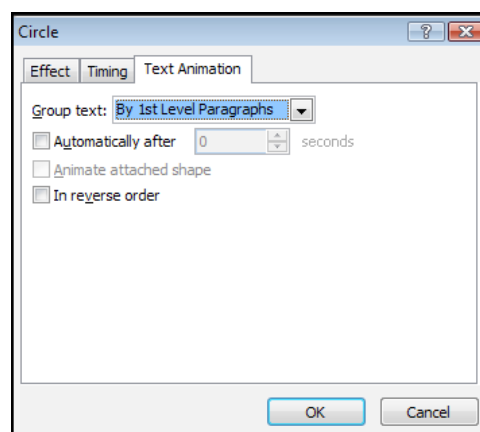 Circle
Effect Timing Text Animation
Group text: By 1st Level Paragraphs
Automatically after 0 seconds
Animate attached shape
In reverse order
OK Cancel